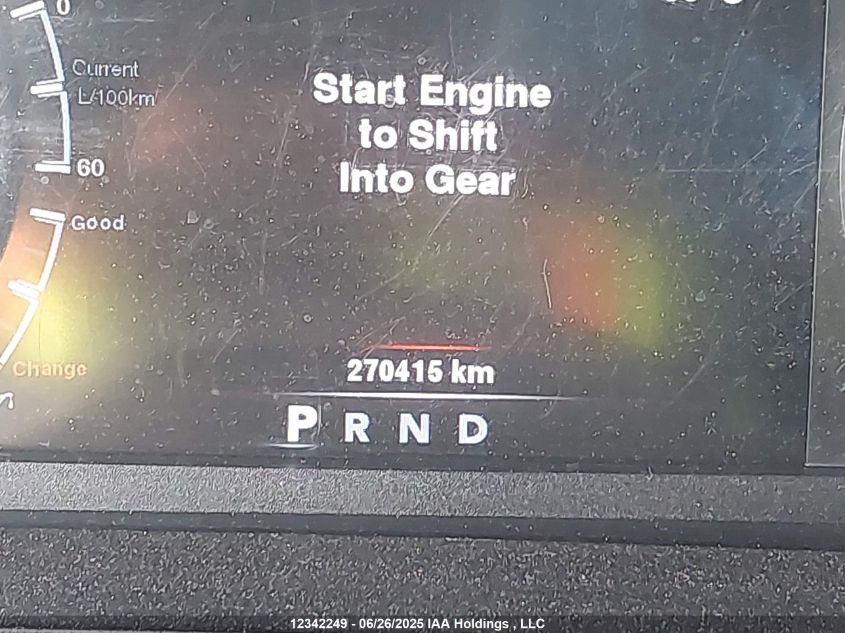 0
Current
L/100km
60
Good
Change
Start Engine
to Shift
Into Gear
270415 km
P R N D
12342249 - 06/26/2025 IAA Holdings , LLC